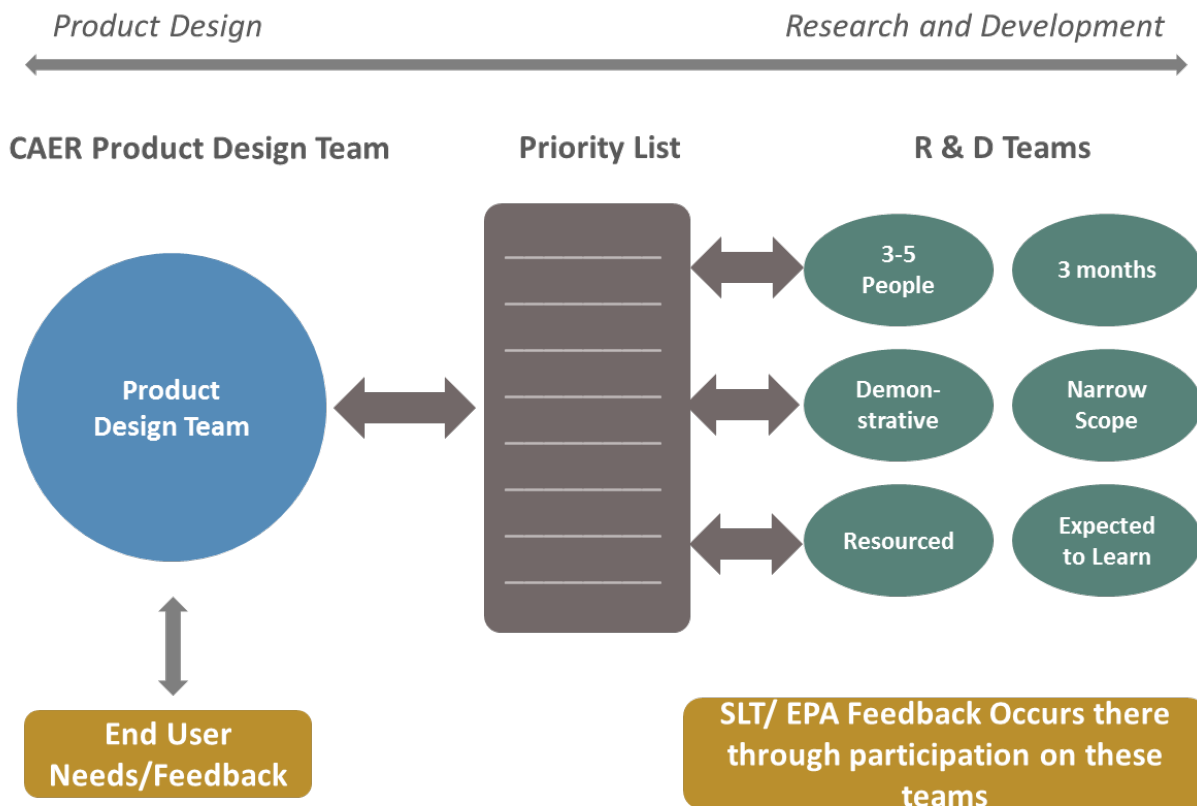 Product Design
Research and Development
CAER Product Design Team
Priority List
R & D Teams
Product
Design Team
3-5
People
3 months
Demon-
strative
Narrow
Scope
Resourced
Expected
to Learn
End User
Needs/Feedback
SLT/ EPA Feedback Occurs there
through participation on these
teams